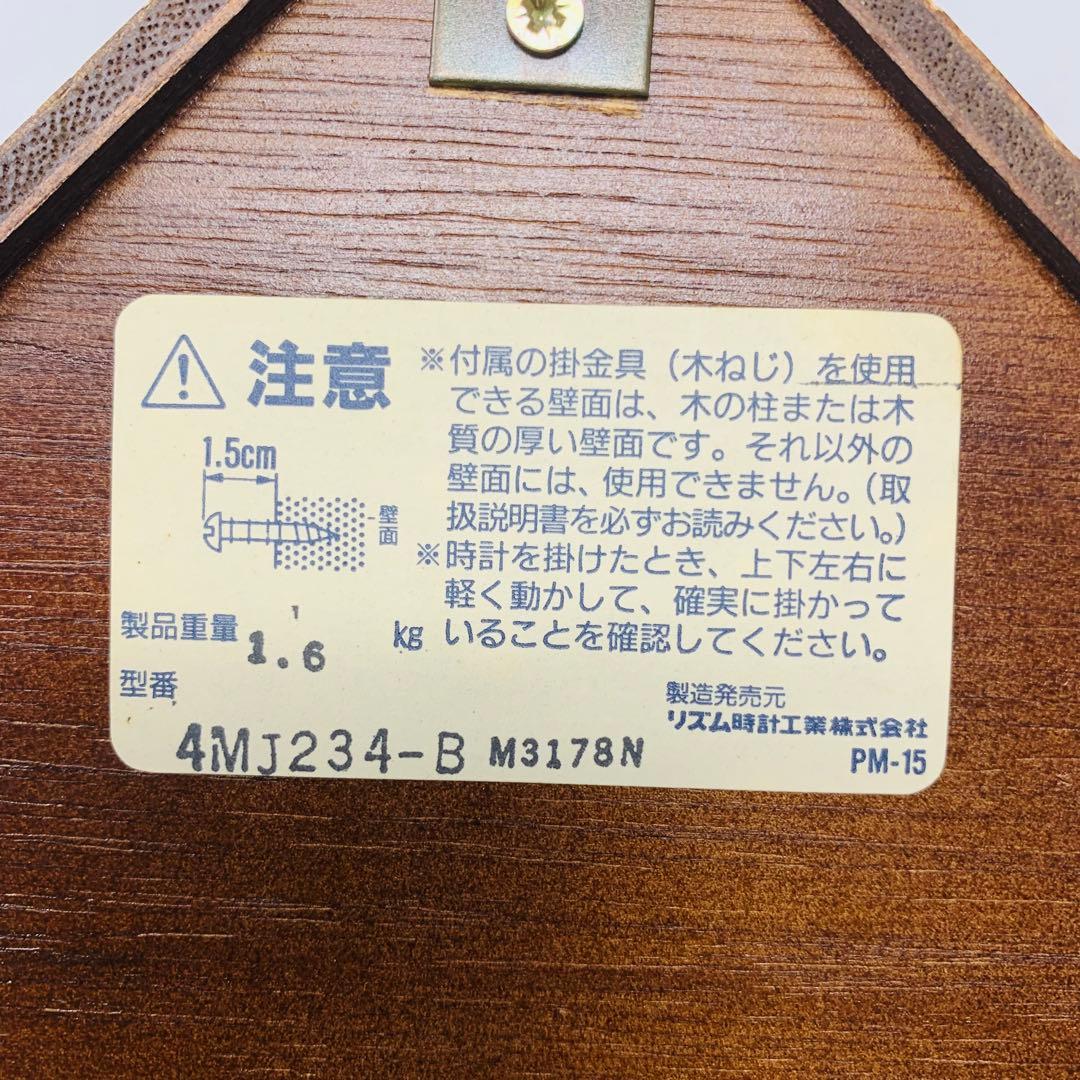 注意
※付属の掛金具（木ねじ）を使用
できる壁面は、木の柱または木
質の厚い壁面です。それ以外の
壁面には、使用できません。（取
扱説明書を必ずお読みください。）
※時計を掛けたとき、上下左右に
軽く動かして、確実に掛かって
いることを確認してください。
1.5cm
壁面
製品重量 1.6 kg
型番
4MJ234-B M3178N
製造発売元
リズム時計工業株式会社
PM-15